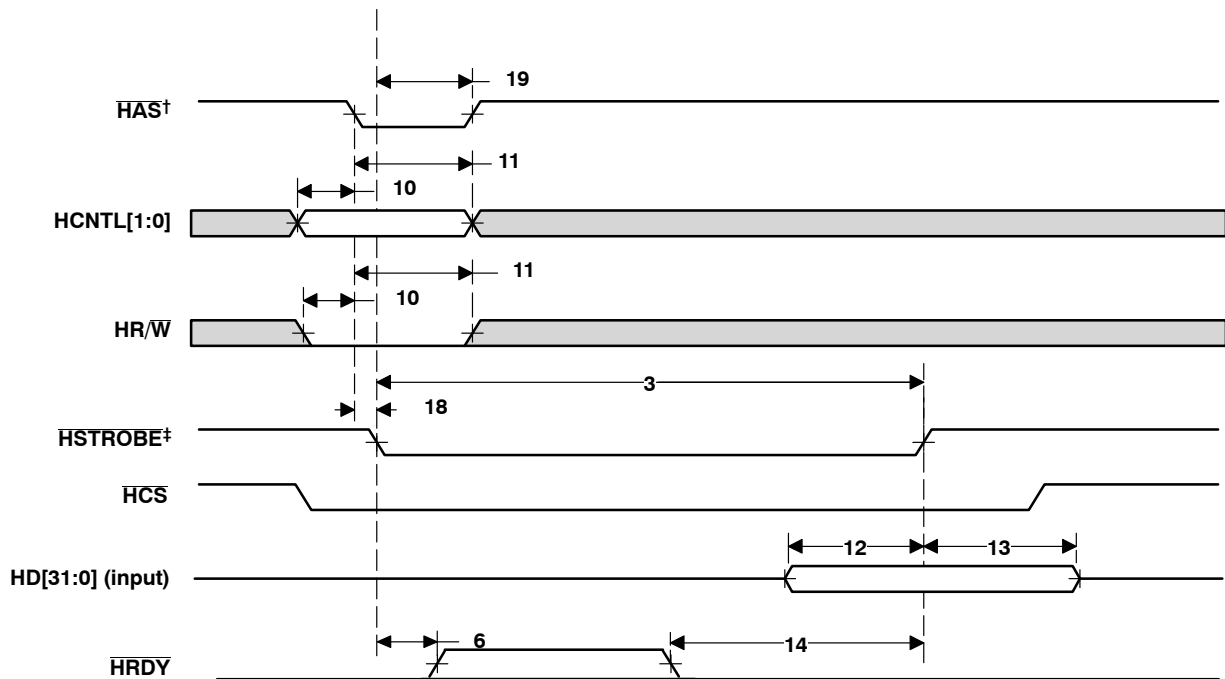 19
HAS†
11
10
HCNTL[1:0]
11
10
HR/W
3
18
HSTROBE‡
HCS
12
13
HD[31:0] (input)
6
14
HRDY